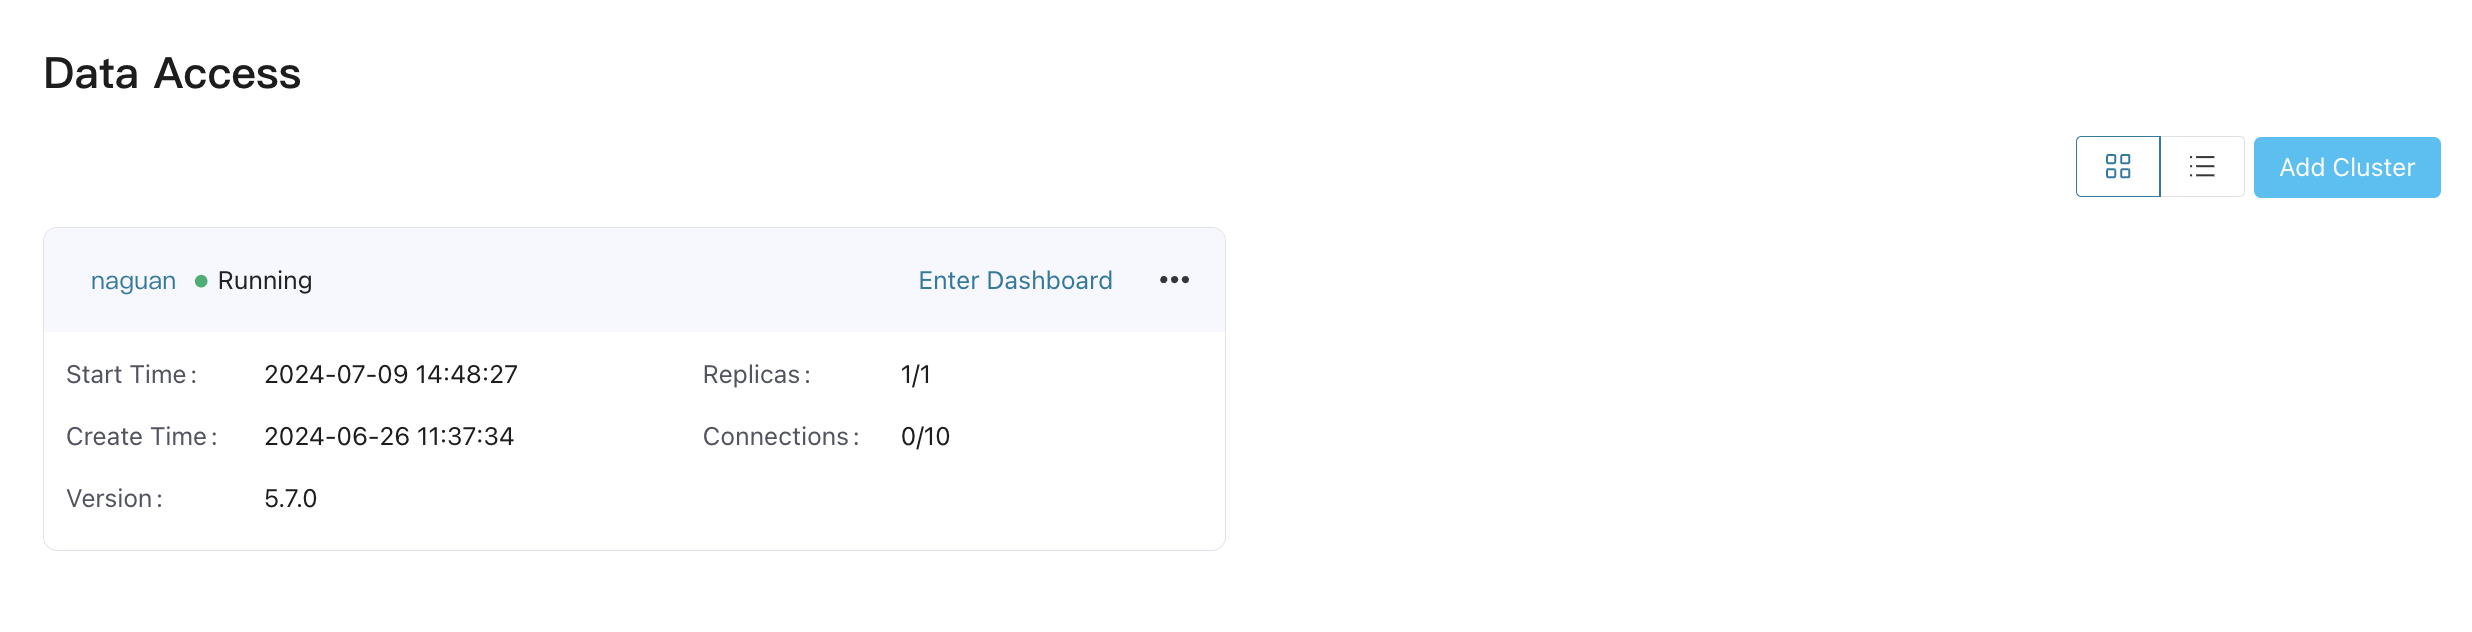 Data Access
Add Cluster
naguan Running Enter Dashboard •••
Start Time: 2024-07-09 14:48:27 Replicas: 1/1
Create Time: 2024-06-26 11:37:34 Connections: 0/10
Version: 5.7.0